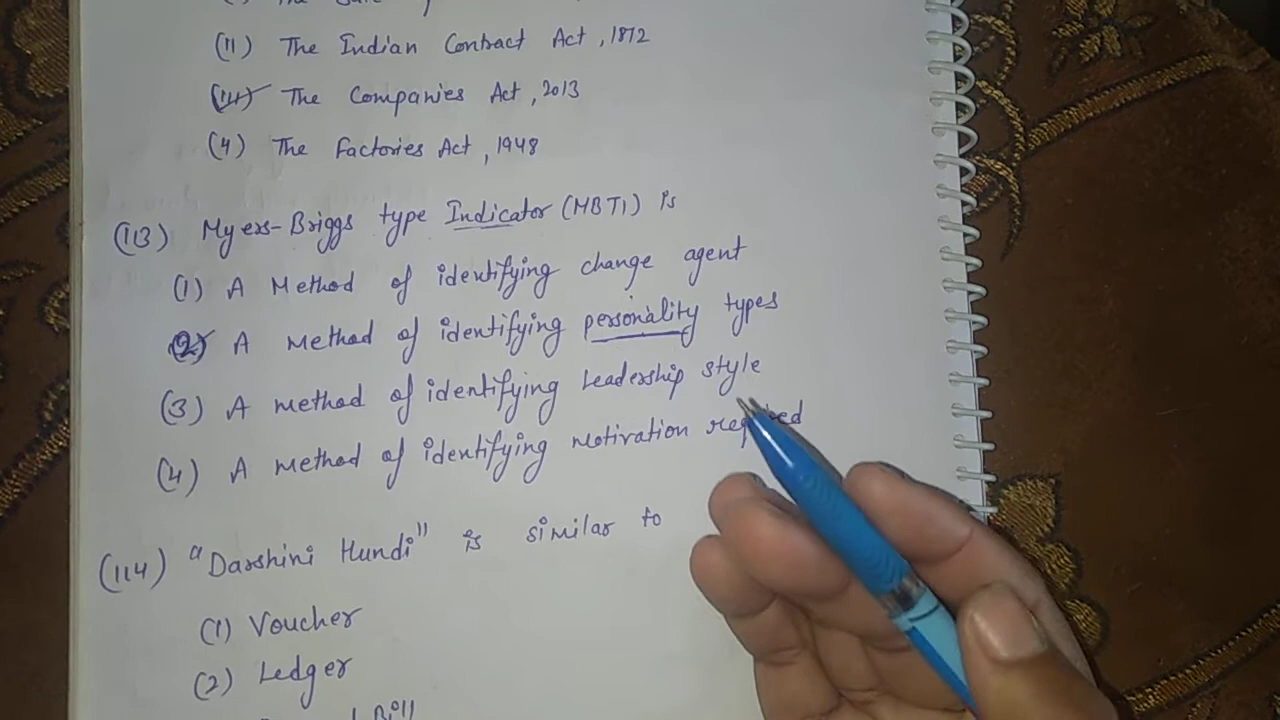 (11) The Indian Contract Act, 1872
The Companies Act, 2013
(4) The Factories Act, 1948
(113) Myers-Briggs type Indicator (MBTI) is
(1) A Method of identifying change agent
(2) A Method of identifying personality types
(3) A method of identifying Leadership style
(4) A method of identifying motivation required
(114) "Darshini Hundi" is similar to
(1) Voucher
(2) Ledger
Bill